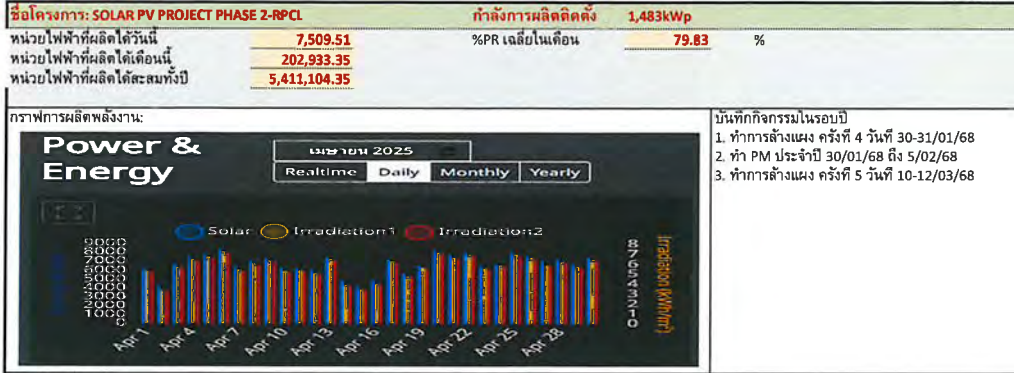 ชื่อโครงการ: SOLAR PV PROJECT PHASE 2-RPCL กำลังการผลิตติดตั้ง 1,483kWp
หน่วยไฟฟ้าที่ผลิตได้วันนี้ 7,509.51 %PR เฉลี่ยในเดือน 79.83 %
หน่วยไฟฟ้าที่ผลิตได้เดือนนี้ 202,933.35
หน่วยไฟฟ้าที่ผลิตได้สะสมทั้งปี 5,411,104.35
กราฟการผลิตพลังงาน:
Power & Energy
เมษายน 2025
Realtime Daily Monthly Yearly
Solar Irradiation1 Irradiation2
9000
8000
7000
6000
5000
4000
3000
2000
1000
0
8
7
6
5
4
3
2
1
0
Irradiation (kWh/m²)
Apr 1 Apr 4 Apr 7 Apr 10 Apr 13 Apr 16 Apr 19 Apr 22 Apr 25 Apr 28
บันทึกกิจกรรมในรอบปี
1. ทำการล้างแผง ครั้งที่ 4 วันที่ 30-31/01/68
2. ทำ PM ประจำปี 30/01/68 ถึง 5/02/68
3. ทำการล้างแผง ครั้งที่ 5 วันที่ 10-12/03/68